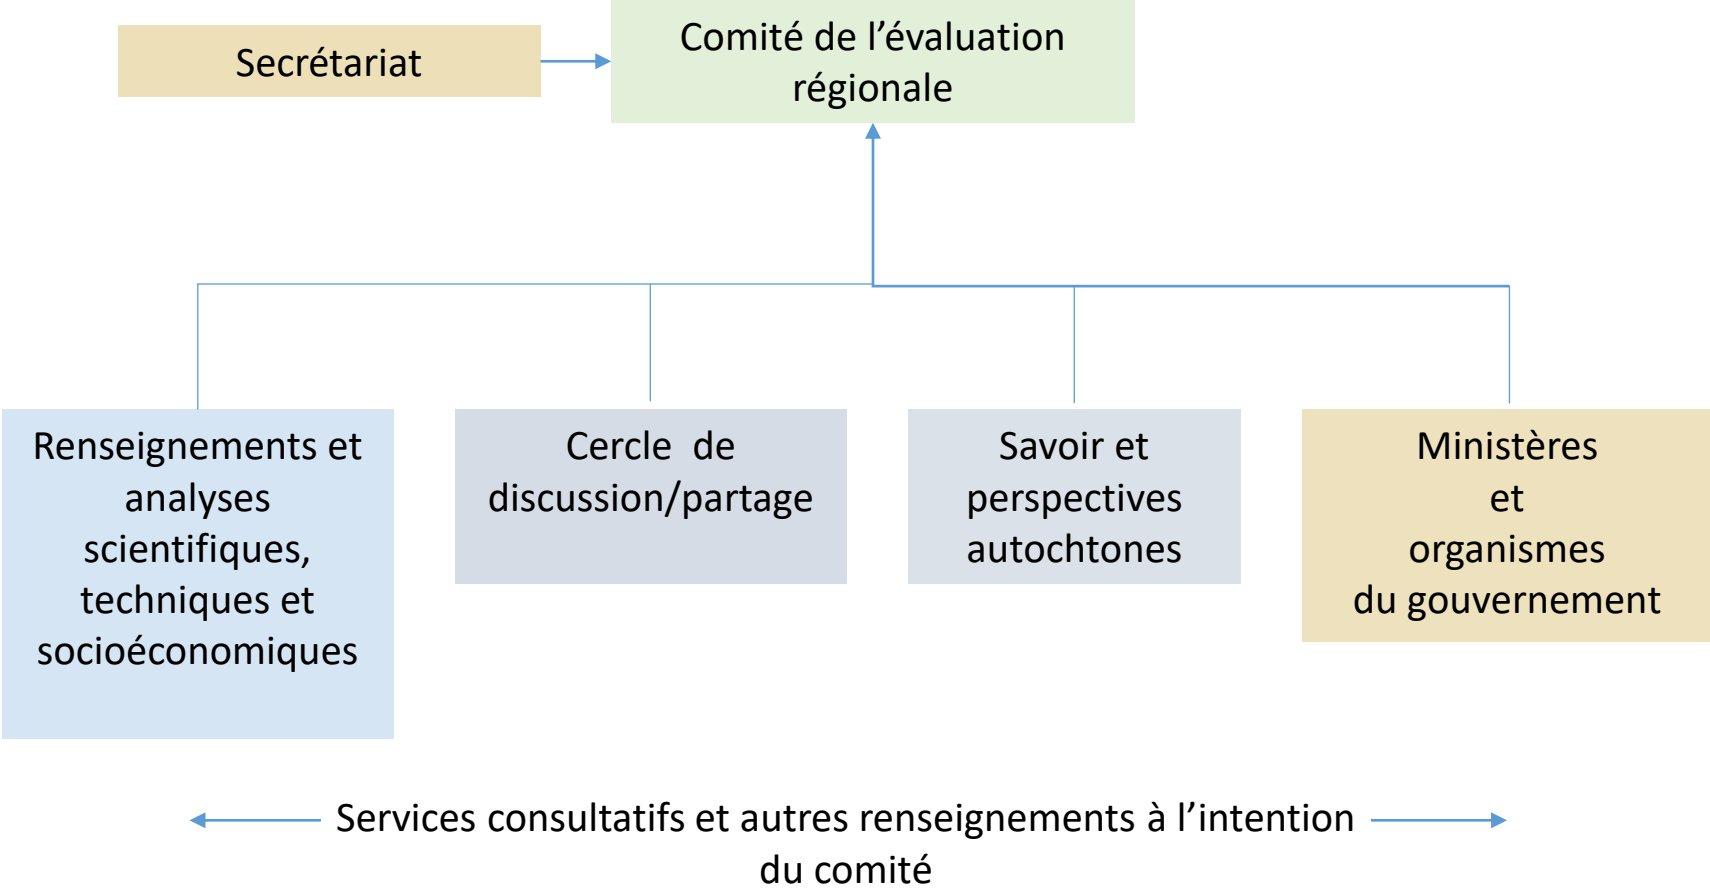 Secrétariat
Comité de l’évaluation
régionale
Renseignements et
analyses
scientifiques,
techniques et
socioéconomiques
Cercle de
discussion/partage
Savoir et
perspectives
autochtones
Ministères
et
organismes
du gouvernement
Services consultatifs et autres renseignements à l’intention
du comité